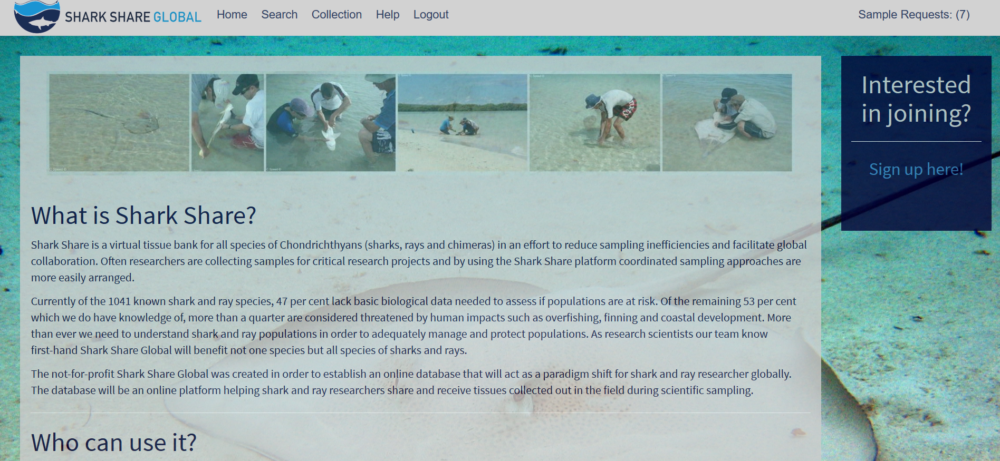 SHARK SHARE GLOBAL
Home Search Collection Help Logout
Sample Requests: (7)
C Speed ©
C Speed ©
C Speed ©
Interested
in joining?
Sign up here!
What is Shark Share?
Shark Share is a virtual tissue bank for all species of Chondrichthyans (sharks, rays and chimeras) in an effort to reduce sampling inefficiencies and facilitate global
collaboration. Often researchers are collecting samples for critical research projects and by using the Shark Share platform coordinated sampling approaches are
more easily arranged.
Currently of the 1041 known shark and ray species, 47 per cent lack basic biological data needed to assess if populations are at risk. Of the remaining 53 per cent
which we do have knowledge of, more than a quarter are considered threatened by human impacts such as overfishing, finning and coastal development. More
than ever we need to understand shark and ray populations in order to adequately manage and protect populations. As research scientists our team know
first-hand Shark Share Global will benefit not one species but all species of sharks and rays.
The not-for-profit Shark Share Global was created in order to establish an online database that will act as a paradigm shift for shark and ray researcher globally.
The database will be an online platform helping shark and ray researchers share and receive tissues collected out in the field during scientific sampling.
Who can use it?